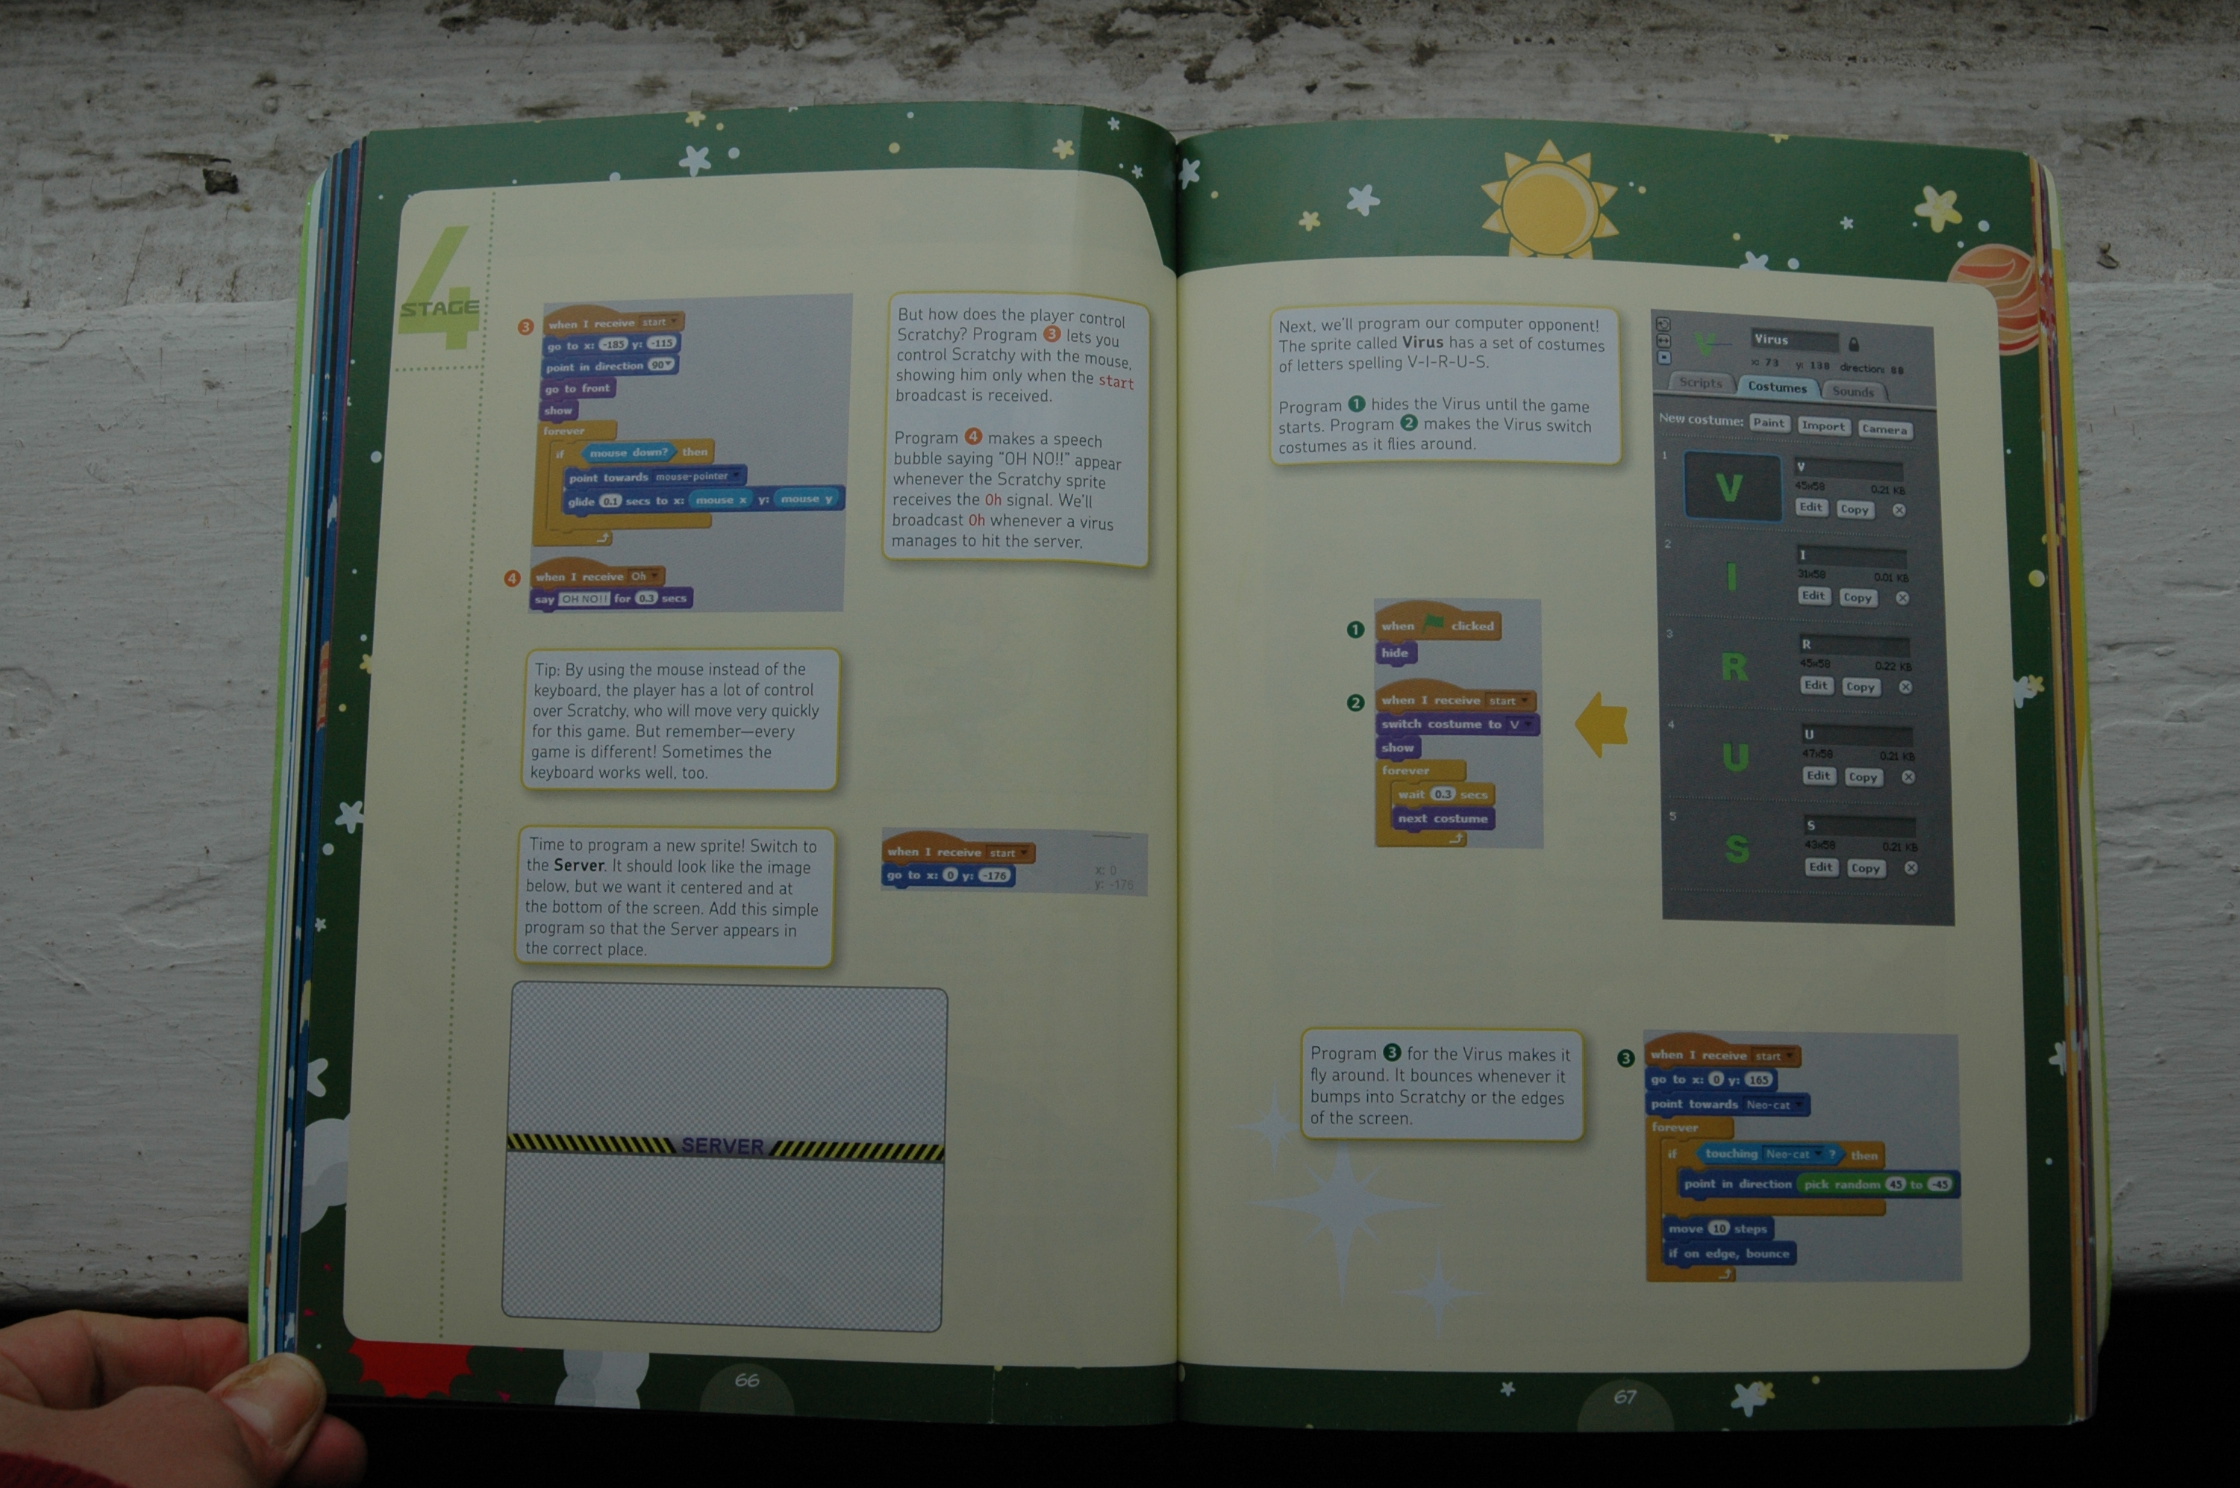 4
STAGE
3
when I receive start
go to x: -185 y: -115
point in direction 90
go to front
show
forever
if mouse down? then
point towards mouse-pointer
glide 0.1 secs to x: mouse x y: mouse y
4
when I receive Oh
say OH NO!! for 0.3 secs
But how does the player control
Scratchy? Program 3 lets you
control Scratchy with the mouse,
showing him only when the start
broadcast is received.
Program 4 makes a speech
bubble saying "OH NO!!" appear
whenever the Scratchy sprite
receives the Oh signal. We'll
broadcast Oh whenever a virus
manages to hit the server.
Tip: By using the mouse instead of the
keyboard, the player has a lot of control
over Scratchy, who will move very quickly
for this game. But remember—every
game is different! Sometimes the
keyboard works well, too.
Time to program a new sprite! Switch to
the Server. It should look like the image
below, but we want it centered and at
the bottom of the screen. Add this simple
program so that the Server appears in
the correct place.
when I receive start
go to x: 0 y: -176
x: 0
y: -176
SERVER
66
Next, we'll program our computer opponent!
The sprite called Virus has a set of costumes
of letters spelling V-I-R-U-S.
Program 1 hides the Virus until the game
starts. Program 2 makes the Virus switch
costumes as it flies around.
1
when clicked
hide
2
when I receive start
switch costume to V
show
forever
wait 0.3 secs
next costume
V
Virus
x: 73 y: 138 direction: 88
Scripts Costumes Sounds
New costume: Paint Import Camera
1
V
V
45x58 0.21 KB
Edit Copy
2
I
I
31x58 0.01 KB
Edit Copy
3
R
R
45x58 0.22 KB
Edit Copy
4
U
U
47x58 0.21 KB
Edit Copy
5
S
S
43x58 0.21 KB
Edit Copy
Program 3 for the Virus makes it
fly around. It bounces whenever it
bumps into Scratchy or the edges
of the screen.
3
when I receive start
go to x: 0 y: 165
point towards Neo-cat
forever
if touching Neo-cat ? then
point in direction pick random 45 to -45
move 10 steps
if on edge, bounce
67